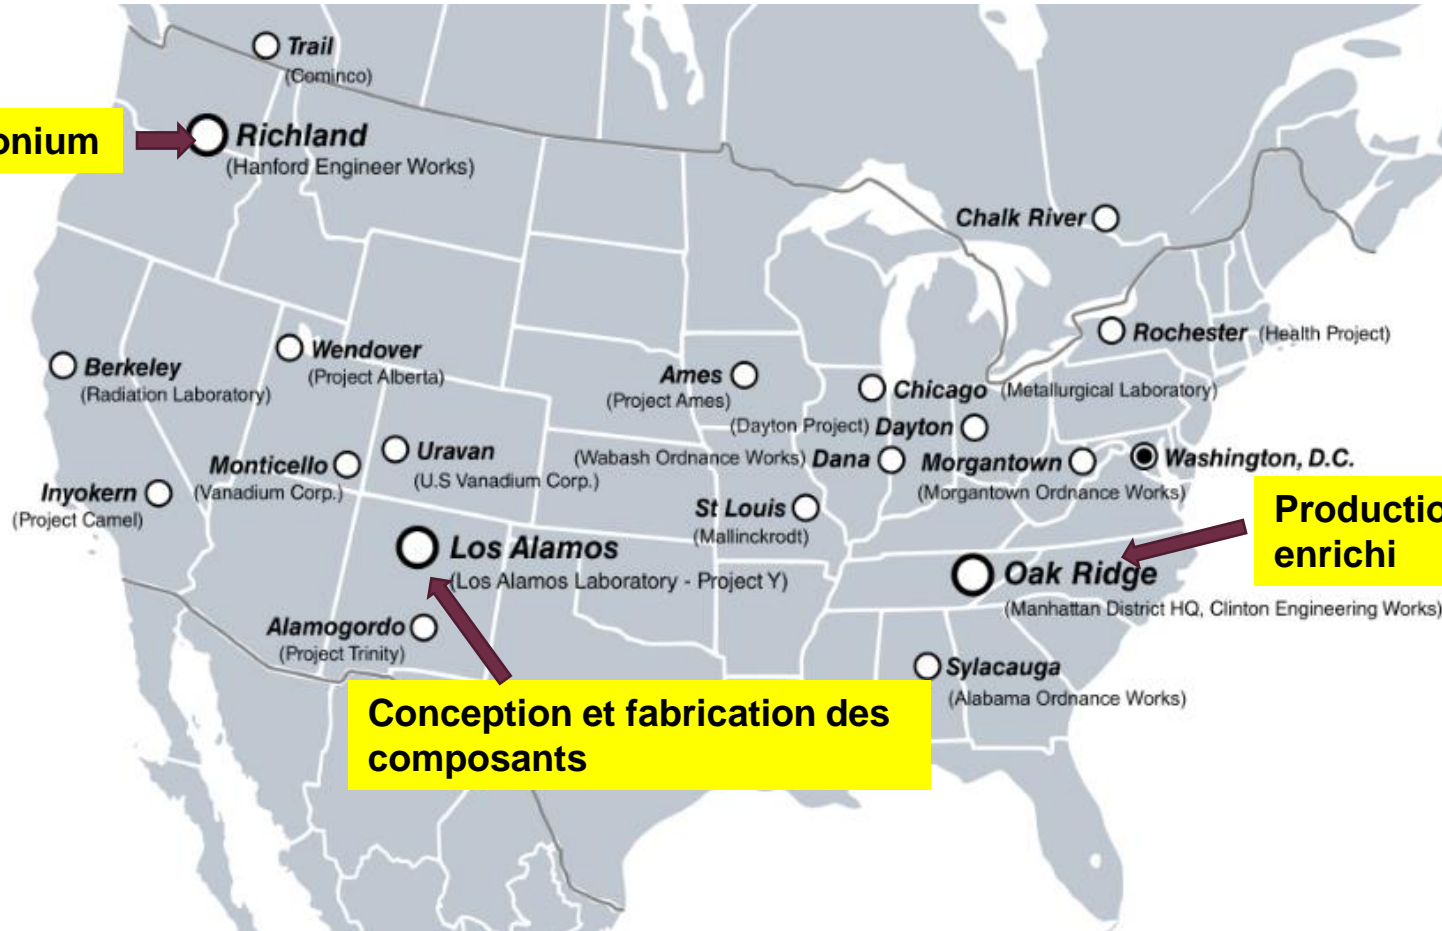 Trail
(Cominco)
onium
Richland
(Hanford Engineer Works)
Chalk River
Rochester (Health Project)
Berkeley
(Radiation Laboratory)
Wendover
(Project Alberta)
Ames
(Project Ames)
Chicago (Metallurgical Laboratory)
(Dayton Project) Dayton
Uravan
(U.S Vanadium Corp.)
Monticello
(Vanadium Corp.)
(Wabash Ordnance Works) Dana
Morgantown
(Morgantown Ordnance Works)
Washington, D.C.
Inyokern
(Project Camel)
St Louis
(Mallinckrodt)
Productio
enrichi
Los Alamos
(Los Alamos Laboratory - Project Y)
Oak Ridge
(Manhattan District HQ, Clinton Engineering Works)
Alamogordo
(Project Trinity)
Sylacauga
(Alabama Ordnance Works)
Conception et fabrication des
composants